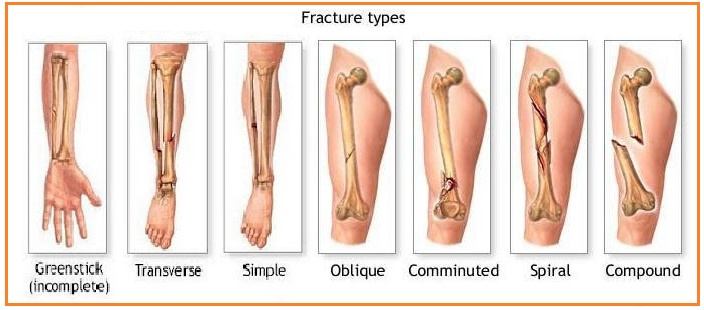 Fracture types
Greenstick
(incomplete)
Transverse
Simple
Oblique
Comminuted
Spiral
Compound